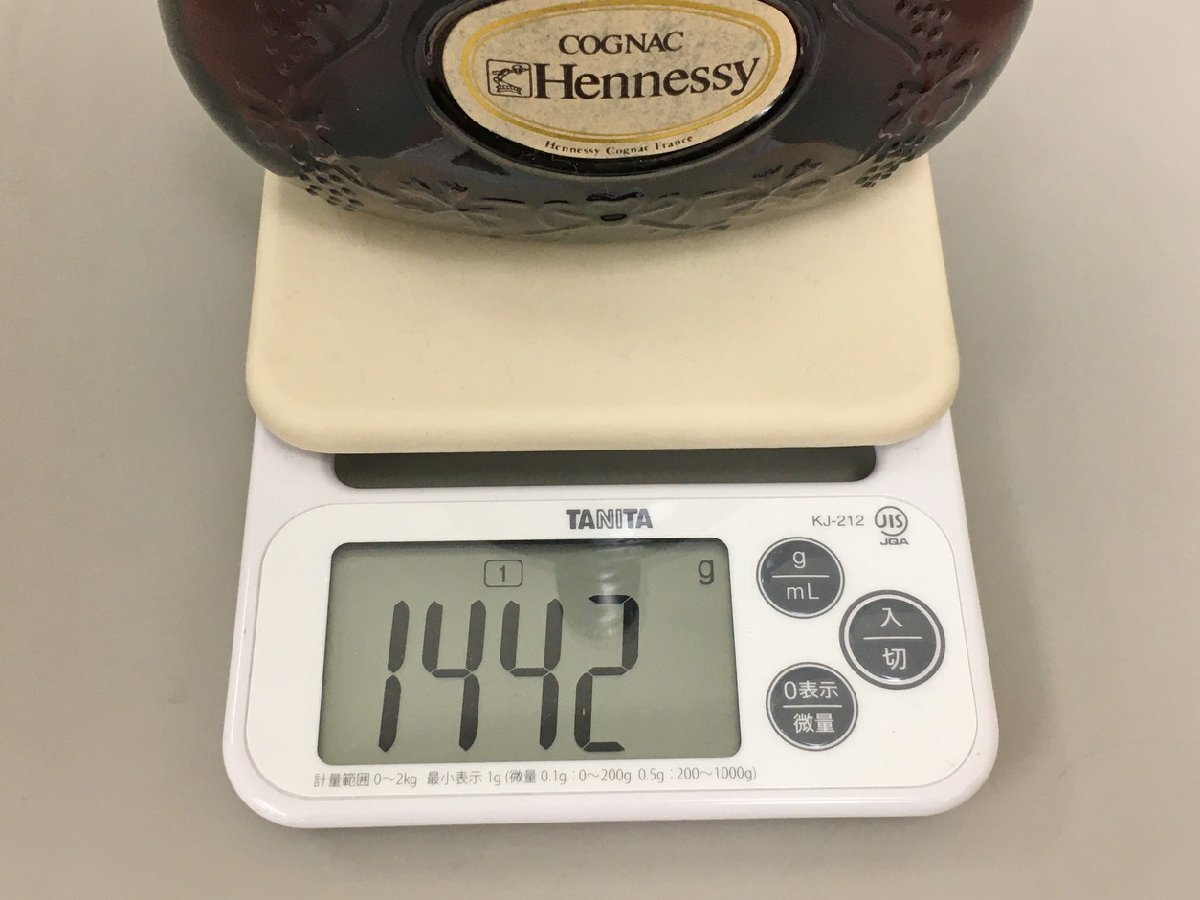 COGNAC
Hennessy
Hennessy Cognac France
TANITA
KJ-212
JIS
JQA
1
g
1442
g
mL
入
切
0表示
微量
計量範囲 0〜2kg 最小表示 1g (微量 0.1g:0〜200g 0.5g:200〜1000g)